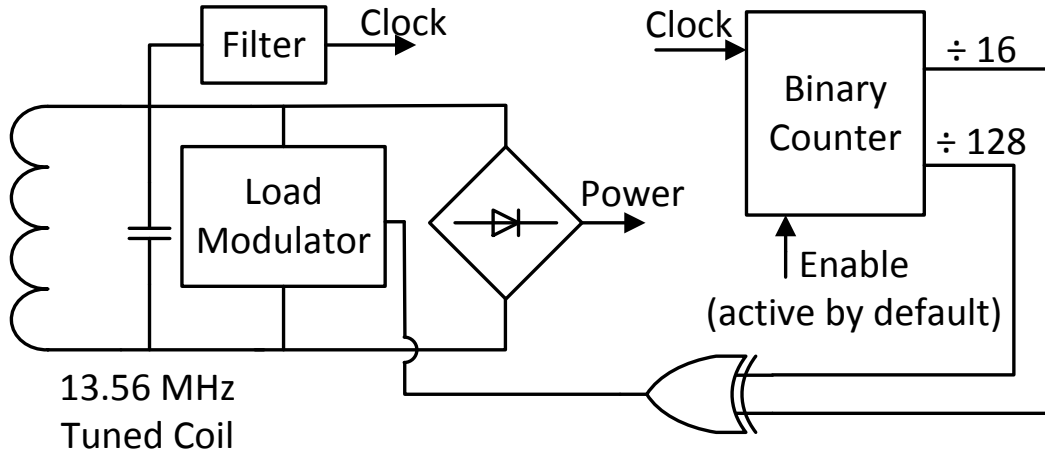 Filter
Clock
Load
Modulator
Power
13.56 MHz
Tuned Coil
Clock
Binary
Counter
÷ 16
÷ 128
Enable
(active by default)